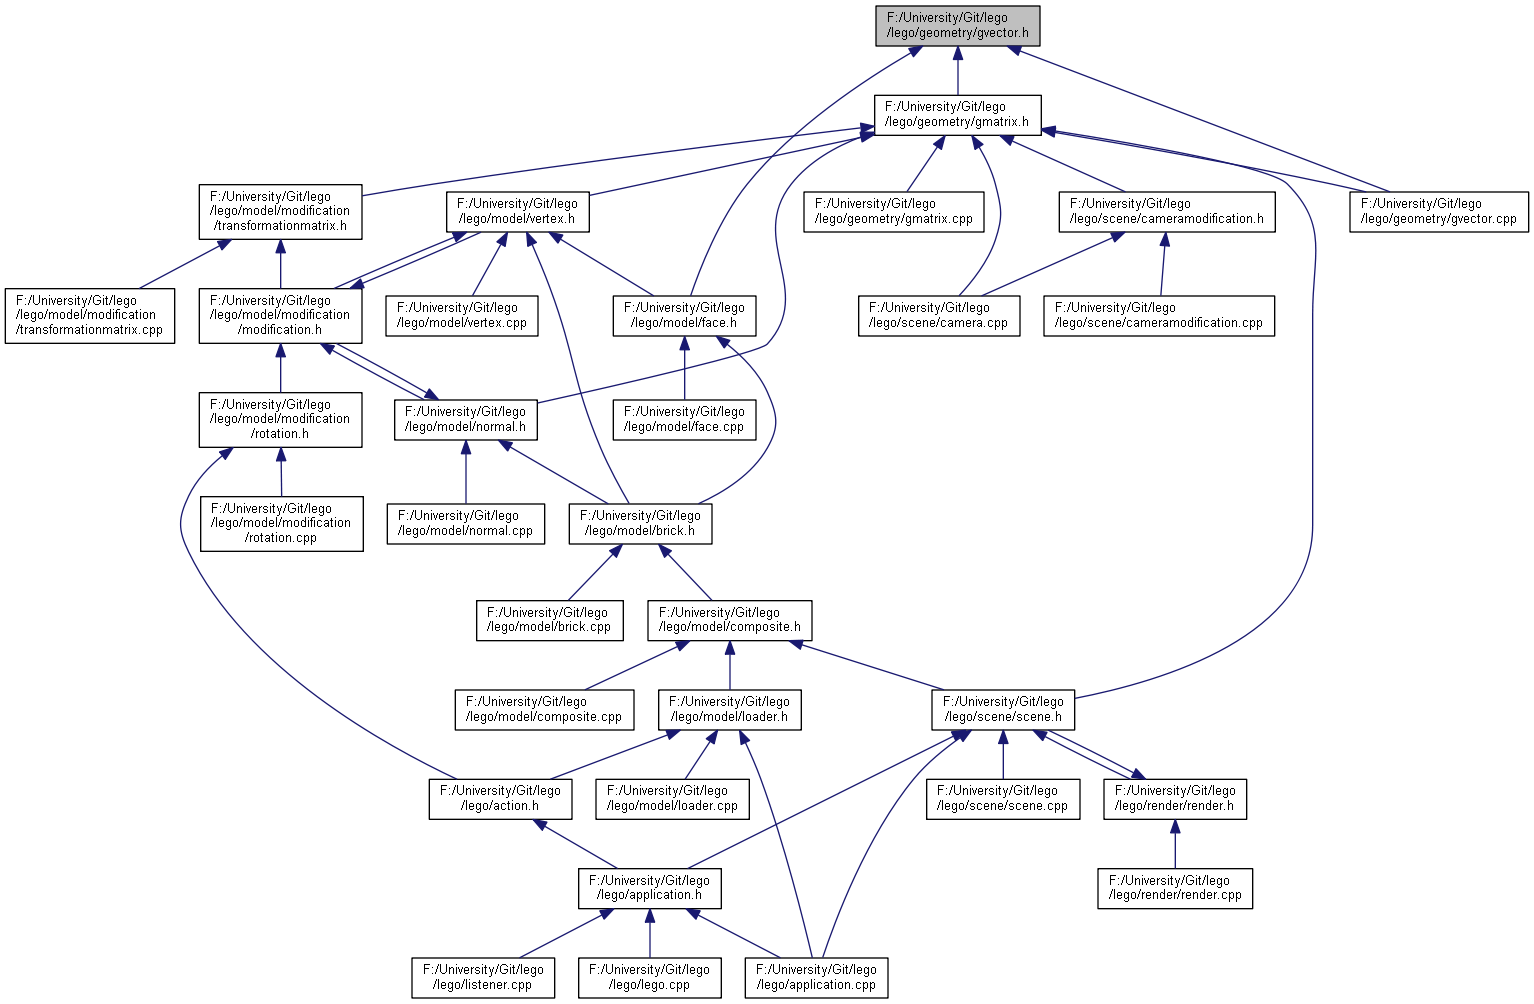 F:/University/Git/lego
/lego/geometry/gvector.h
F:/University/Git/lego
/lego/geometry/gmatrix.h
F:/University/Git/lego
/lego/model/modification
/transformationmatrix.h
F:/University/Git/lego
/lego/model/vertex.h
F:/University/Git/lego
/lego/geometry/gmatrix.cpp
F:/University/Git/lego
/lego/scene/cameramodification.h
F:/University/Git/lego
/lego/geometry/gvector.cpp
F:/University/Git/lego
/lego/model/modification
/transformationmatrix.cpp
F:/University/Git/lego
/lego/model/modification
/modification.h
F:/University/Git/lego
/lego/model/vertex.cpp
F:/University/Git/lego
/lego/model/face.h
F:/University/Git/lego
/lego/scene/camera.cpp
F:/University/Git/lego
/lego/scene/cameramodification.cpp
F:/University/Git/lego
/lego/model/modification
/rotation.h
F:/University/Git/lego
/lego/model/normal.h
F:/University/Git/lego
/lego/model/face.cpp
F:/University/Git/lego
/lego/model/modification
/rotation.cpp
F:/University/Git/lego
/lego/model/normal.cpp
F:/University/Git/lego
/lego/model/brick.h
F:/University/Git/lego
/lego/model/brick.cpp
F:/University/Git/lego
/lego/model/composite.h
F:/University/Git/lego
/lego/model/composite.cpp
F:/University/Git/lego
/lego/model/loader.h
F:/University/Git/lego
/lego/scene/scene.h
F:/University/Git/lego
/lego/action.h
F:/University/Git/lego
/lego/model/loader.cpp
F:/University/Git/lego
/lego/scene/scene.cpp
F:/University/Git/lego
/lego/render/render.h
F:/University/Git/lego
/lego/application.h
F:/University/Git/lego
/lego/render/render.cpp
F:/University/Git/lego
/lego/listener.cpp
F:/University/Git/lego
/lego/lego.cpp
F:/University/Git/lego
/lego/application.cpp